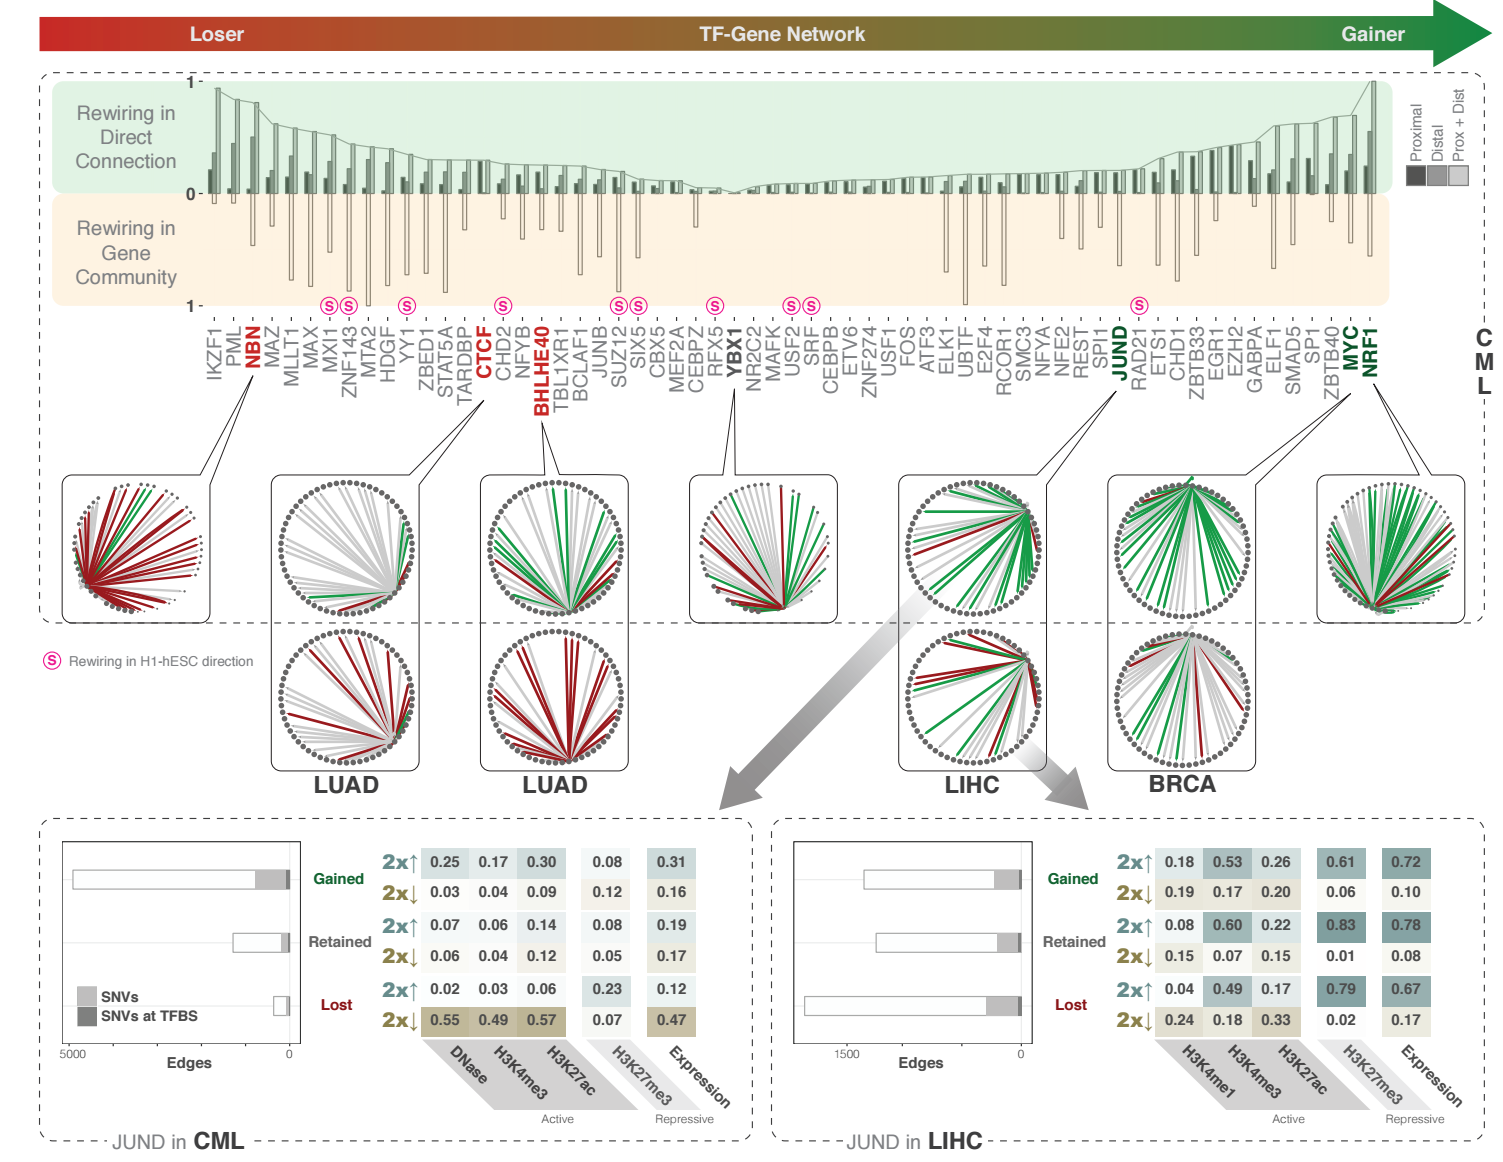 Loser TF-Gene Network Gainer
1
Rewiring in
Direct
Connection
0
Rewiring in
Gene
Community
1
Proximal
Distal
Prox + Dist
S S S S S S S S S S
IKZF1 PML NBN MAZ MLLT1 MAX MXI1 ZNF143 MTA2 HDGF YY1 ZBED1 STAT5A TARDBP CTCF CHD2 NFYB BHLHE40 TBL1XR1 BCLAF1 JUNB SUZ12 SIX5 CBX5 MEF2A CEBPZ RFX5 YBX1 NR2C2 MAFK USF2 SRF CEBPB ETV6 ZNF274 USF1 FOS ATF3 ELK1 UBTF E2F4 RCOR1 SMC3 NFYA NFE2 REST SPI1 JUND RAD21 ETS1 CHD1 ZBTB33 EGR1 EZH2 GABPA ELF1 SMAD5 SP1 ZBTB40 MYC NRF1
C
M
L
S Rewiring in H1-hESC direction
LUAD LUAD LIHC BRCA
Gained 2x↑ 0.25 0.17 0.30 0.08 0.31
2x↓ 0.03 0.04 0.09 0.12 0.16
Retained 2x↑ 0.07 0.06 0.14 0.08 0.19
2x↓ 0.06 0.04 0.12 0.05 0.17
Lost 2x↑ 0.02 0.03 0.06 0.23 0.12
2x↓ 0.55 0.49 0.57 0.07 0.47
SNVs
SNVs at TFBS
5000 0
Edges
DNase H3K4me3 H3K27ac H3K27me3 Expression
Active Repressive
JUND in CML
Gained 2x↑ 0.18 0.53 0.26 0.61 0.72
2x↓ 0.19 0.17 0.20 0.06 0.10
Retained 2x↑ 0.08 0.60 0.22 0.83 0.78
2x↓ 0.15 0.07 0.15 0.01 0.08
Lost 2x↑ 0.04 0.49 0.17 0.79 0.67
2x↓ 0.24 0.18 0.33 0.02 0.17
1500 0
Edges
H3K4me1 H3K4me3 H3K27ac H3K27me3 Expression
Active Repressive
JUND in LIHC